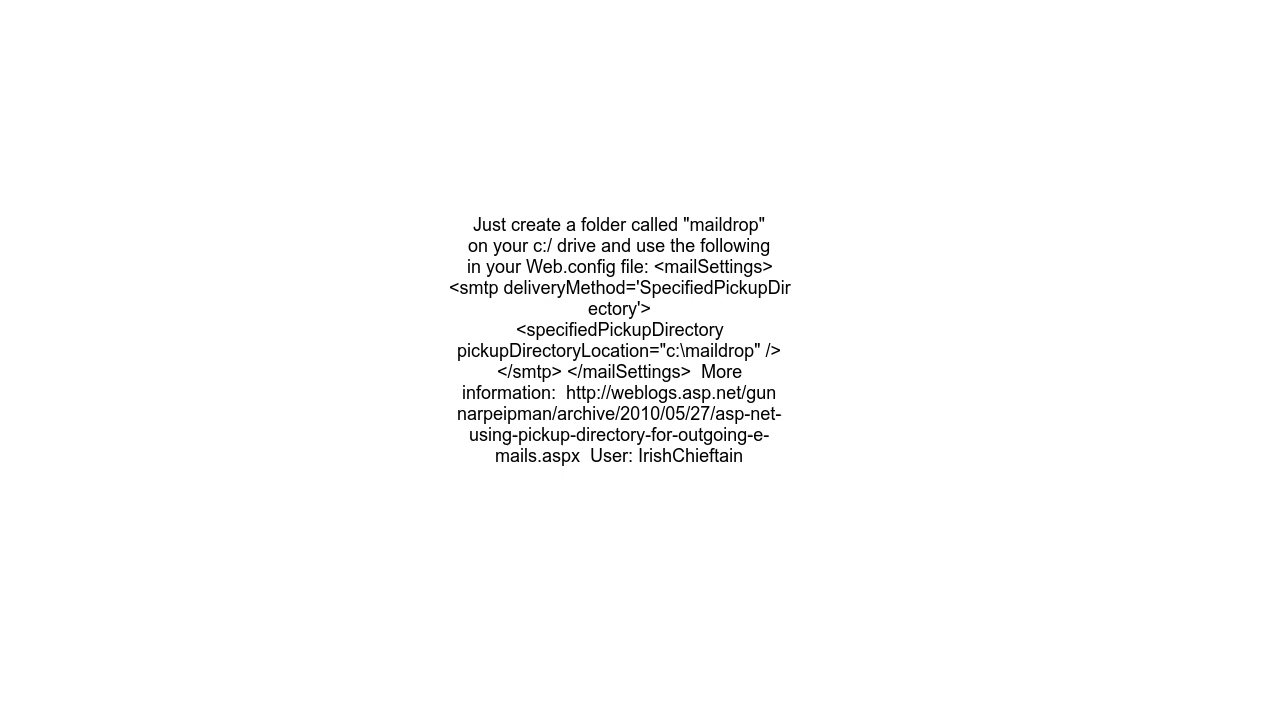 Just create a folder called "maildrop"
on your c:/ drive and use the following
in your Web.config file: <mailSettings>
<smtp deliveryMethod='SpecifiedPickupDir
ectory'>
<specifiedPickupDirectory
pickupDirectoryLocation="c:\maildrop" />
</smtp> </mailSettings>  More
information:  http://weblogs.asp.net/gun
narpeipman/archive/2010/05/27/asp-net-
using-pickup-directory-for-outgoing-e-
mails.aspx  User: IrishChieftain